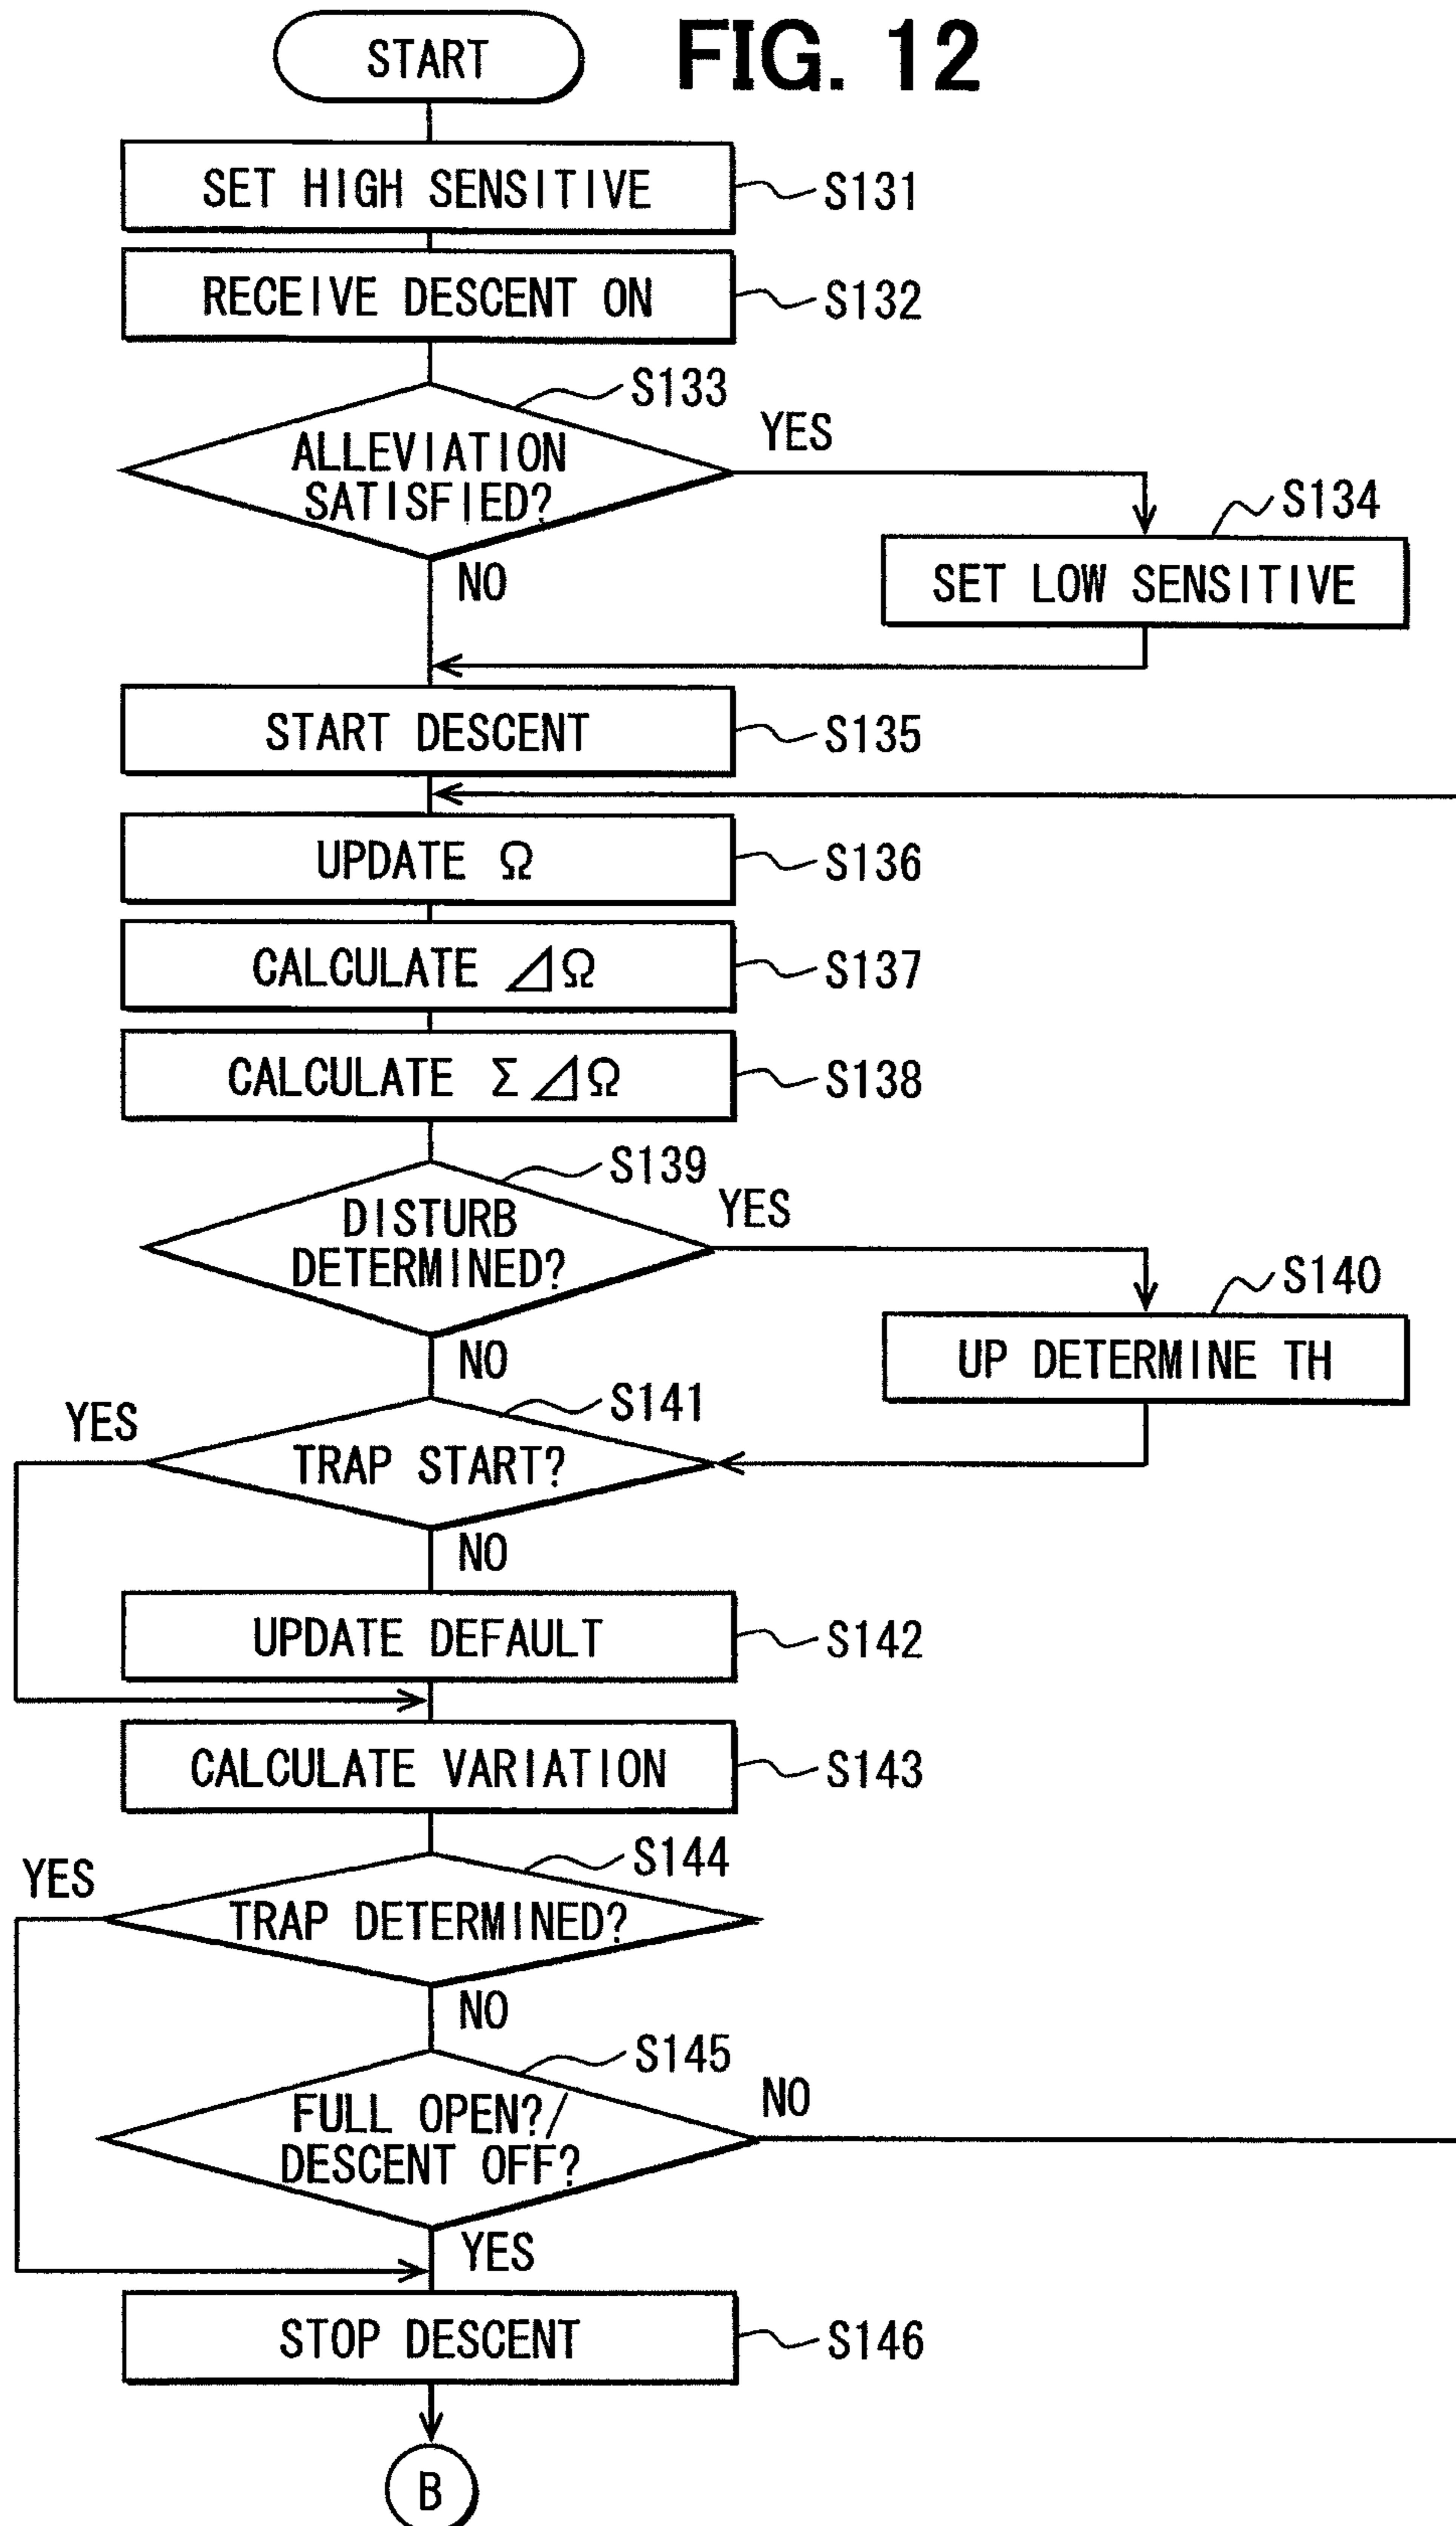 START
FIG. 12
SET HIGH SENSITIVE
S131
RECEIVE DESCENT ON
S132
S133
ALLEVIATION
SATISFIED?
YES
NO
S134
SET LOW SENSITIVE
START DESCENT
S135
UPDATE Ω
S136
CALCULATE ⊿Ω
S137
CALCULATE Σ⊿Ω
S138
S139
DISTURB
DETERMINED?
YES
NO
S140
UP DETERMINE TH
S141
YES
TRAP START?
NO
UPDATE DEFAULT
S142
CALCULATE VARIATION
S143
S144
YES
TRAP DETERMINED?
NO
S145
FULL OPEN?/
DESCENT OFF?
NO
YES
STOP DESCENT
S146
B